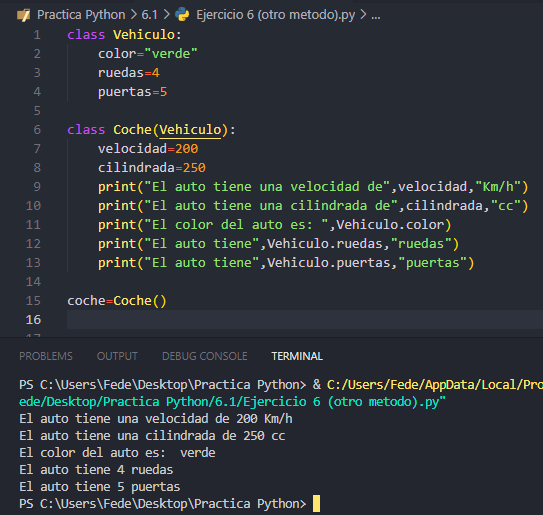 Practica Python > 6.1 > Ejercicio 6 (otro metodo).py > ...
1 class Vehiculo:
2     color="verde"
3     ruedas=4
4     puertas=5
5
6 class Coche(Vehiculo):
7     velocidad=200
8     cilindrada=250
9     print("El auto tiene una velocidad de",velocidad,"Km/h")
10     print("El auto tiene una cilindrada de",cilindrada,"cc")
11     print("El color del auto es: ",Vehiculo.color)
12     print("El auto tiene",Vehiculo.ruedas,"ruedas")
13     print("El auto tiene",Vehiculo.puertas,"puertas")
14
15 coche=Coche()
16
17
PROBLEMS OUTPUT DEBUG CONSOLE TERMINAL
PS C:\Users\Fede\Desktop\Practica Python> & C:/Users/Fede/AppData/Local/Pro
ede/Desktop/Practica Python/6.1/Ejercicio 6 (otro metodo).py"
El auto tiene una velocidad de 200 Km/h
El auto tiene una cilindrada de 250 cc
El color del auto es:  verde
El auto tiene 4 ruedas
El auto tiene 5 puertas
PS C:\Users\Fede\Desktop\Practica Python>